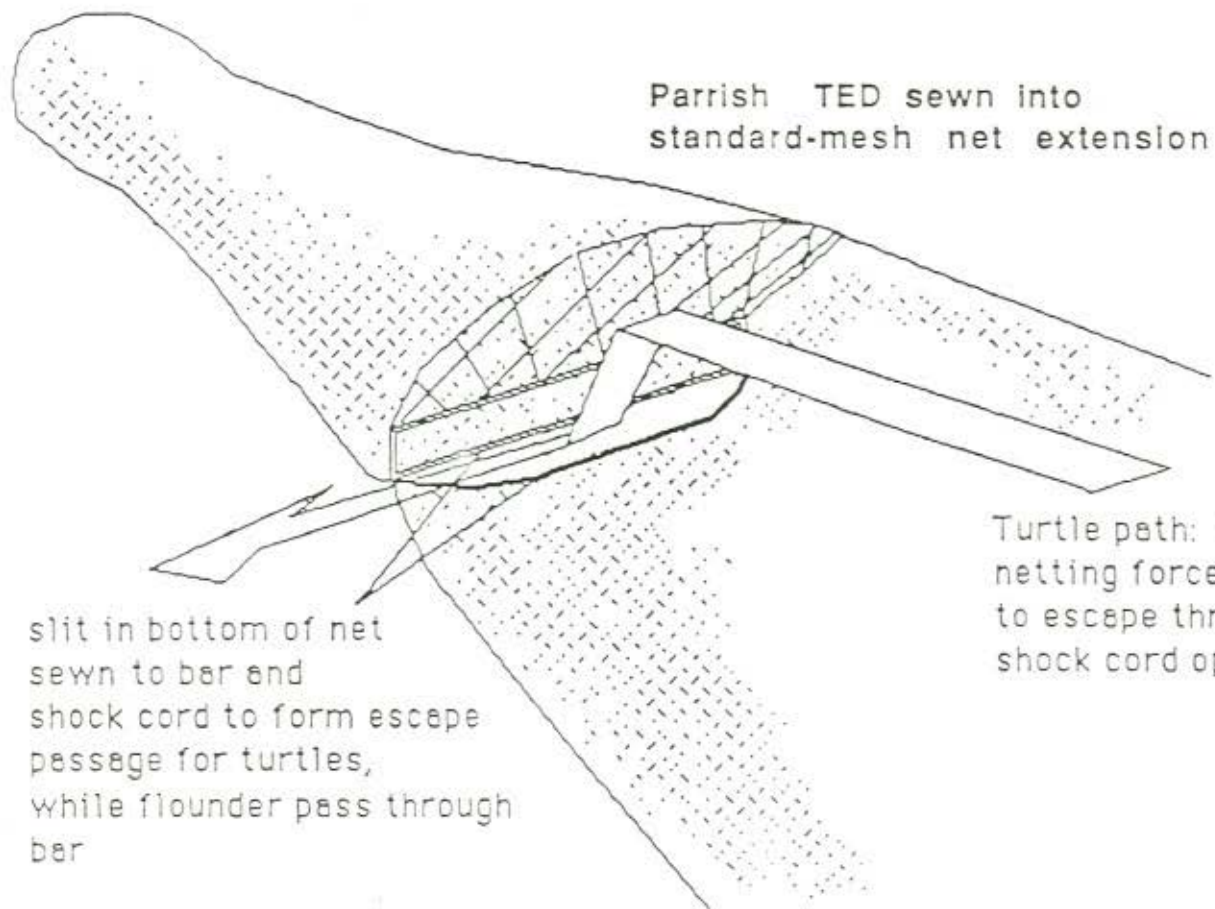 Parrish TED sewn into
standard-mesh net extension
Turtle path:
netting force
to escape
shock cord
slit in bottom of net
sewn to bar and
shock cord to form escape
passage for turtles,
while flounder pass through
bar